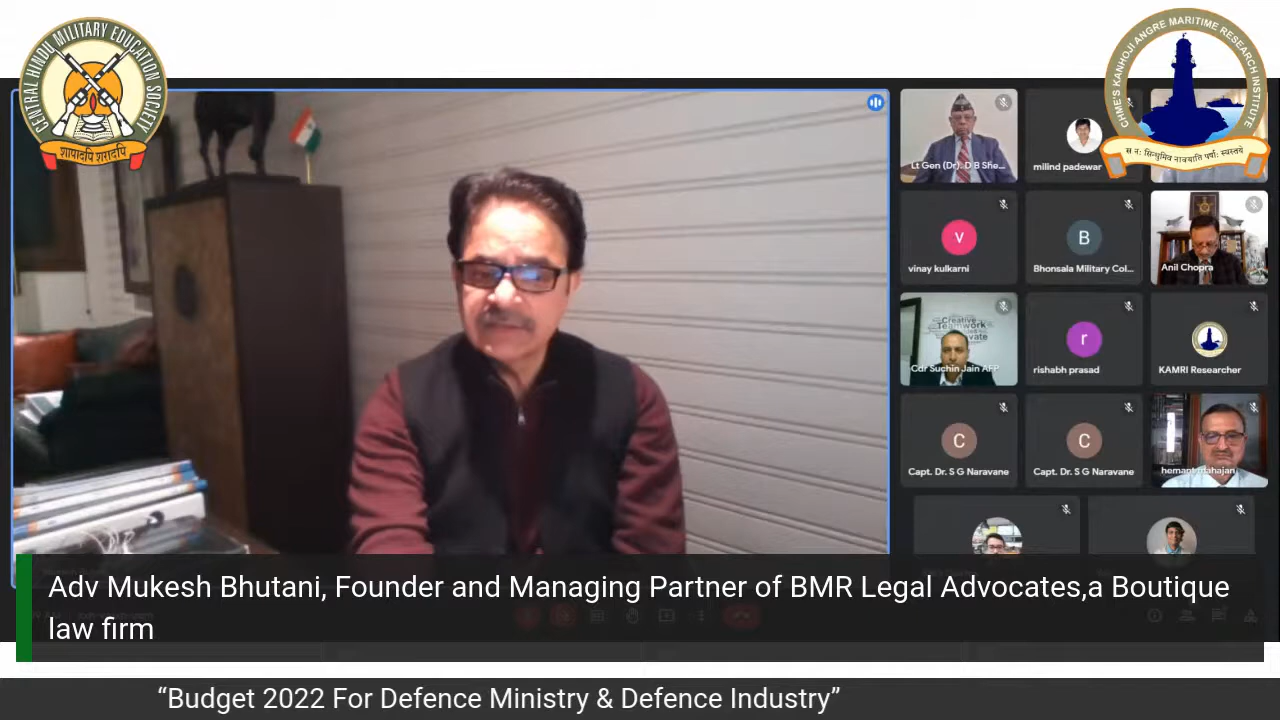 CENTRAL HINDU MILITARY EDUCATION SOCIETY
शापादपि शरादपि
CHME'S KANHOJI ANGRE MARITIME RESEARCH INSTITUTE
Lt Gen (Dr). D B She...
milind padewar
vinay kulkarni
B
Bhonsala Military Col...
Anil Chopra
Creative
Teamwork
Cdr Suchin Jain AFP
r
rishabh prasad
KAMRI Researcher
C
Capt. Dr. S G Naravane
C
Capt. Dr. S G Naravane
hemant mahajan
Adv Mukesh Bhutani, Founder and Managing Partner of BMR Legal Advocates,a Boutique
law firm
“Budget 2022 For Defence Ministry & Defence Industry”